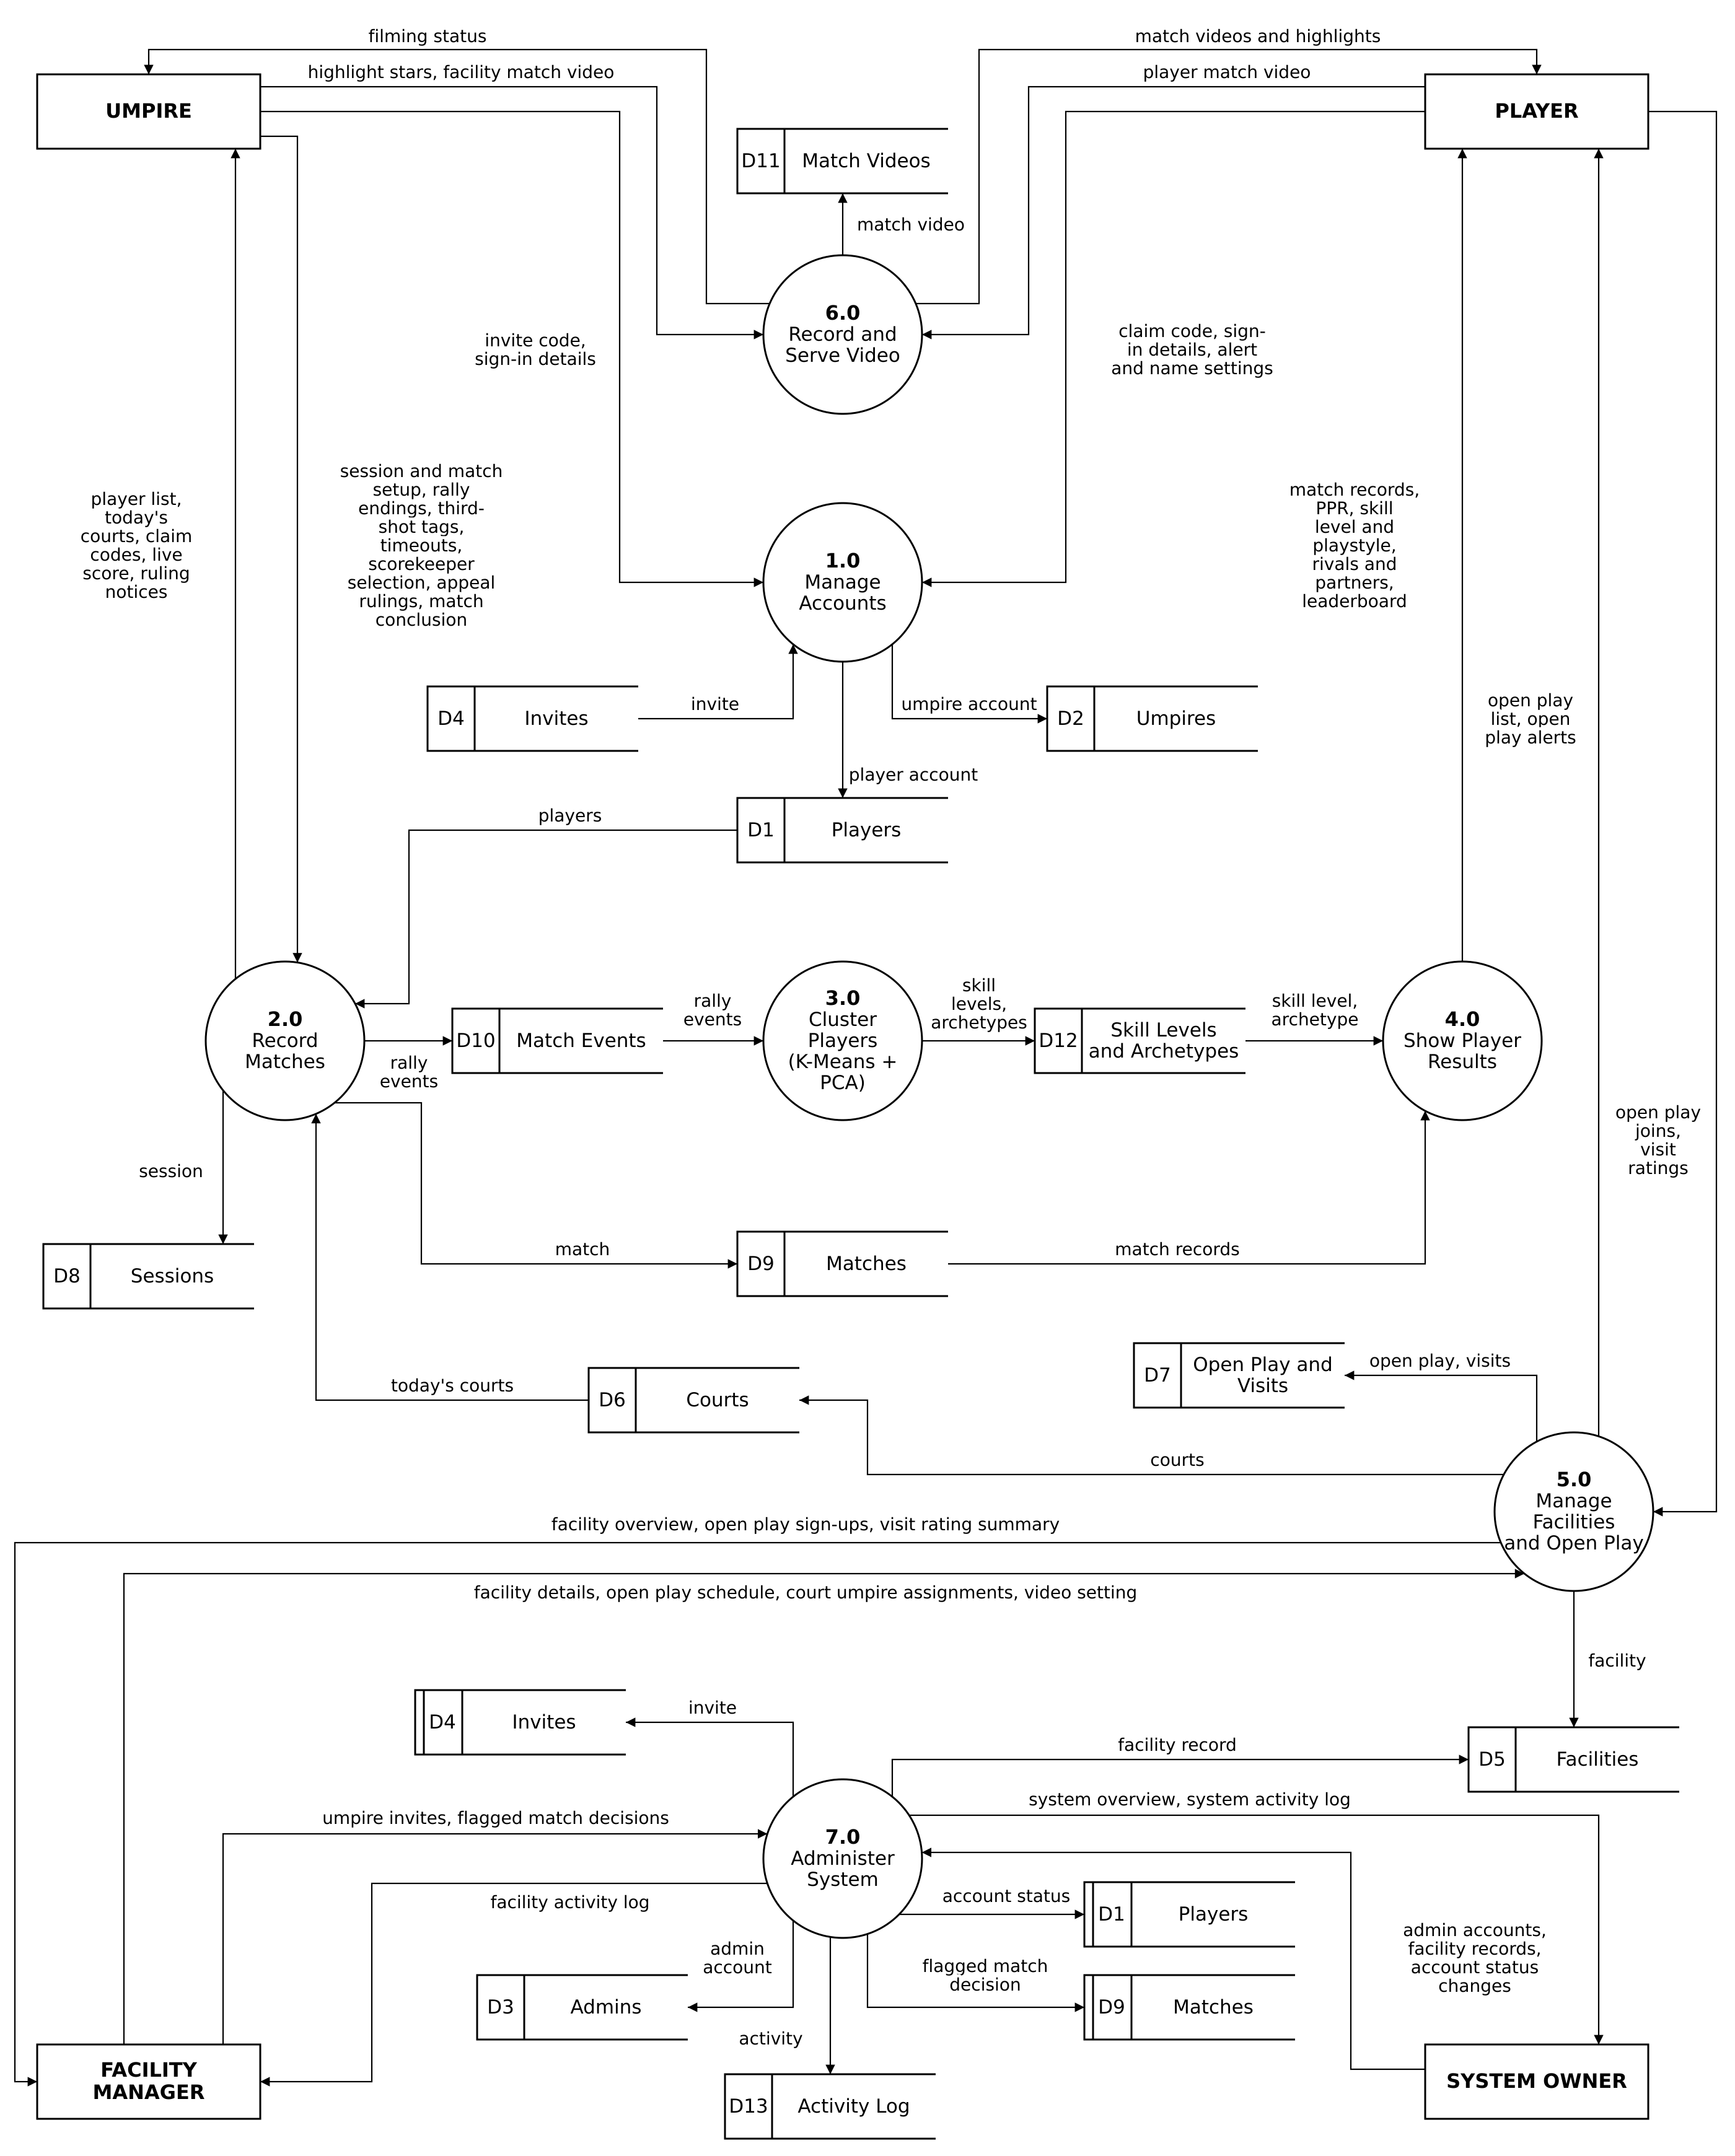 filming status
match videos and highlights
highlight stars, facility match video
player match video
UMPIRE
PLAYER
D11
Match Videos
match video
6.0
Record and
Serve Video
invite code,
sign-in details
claim code, sign-
in details, alert
and name settings
player list,
today's
courts, claim
codes, live
score, ruling
notices
session and match
setup, rally
endings, third-
shot tags,
timeouts,
scorekeeper
selection, appeal
rulings, match
conclusion
match records,
PPR, skill
level and
playstyle,
rivals and
partners,
leaderboard
1.0
Manage
Accounts
D4
Invites
invite
umpire account
D2
Umpires
open play
list, open
play alerts
player account
players
D1
Players
2.0
Record
Matches
rally
events
D10
Match Events
rally
events
3.0
Cluster
Players
(K-Means +
PCA)
skill
levels,
archetypes
D12
Skill Levels
and Archetypes
skill level,
archetype
4.0
Show Player
Results
open play
joins,
visit
ratings
session
D8
Sessions
match
D9
Matches
match records
today's courts
D6
Courts
D7
Open Play and
Visits
open play, visits
courts
5.0
Manage
Facilities
and Open Play
facility overview, open play sign-ups, visit rating summary
facility details, open play schedule, court umpire assignments, video setting
facility
D4
Invites
invite
facility record
D5
Facilities
system overview, system activity log
umpire invites, flagged match decisions
7.0
Administer
System
facility activity log
account status
D1
Players
admin
account
flagged match
decision
admin accounts,
facility records,
account status
changes
D3
Admins
D9
Matches
activity
FACILITY
MANAGER
SYSTEM OWNER
D13
Activity Log